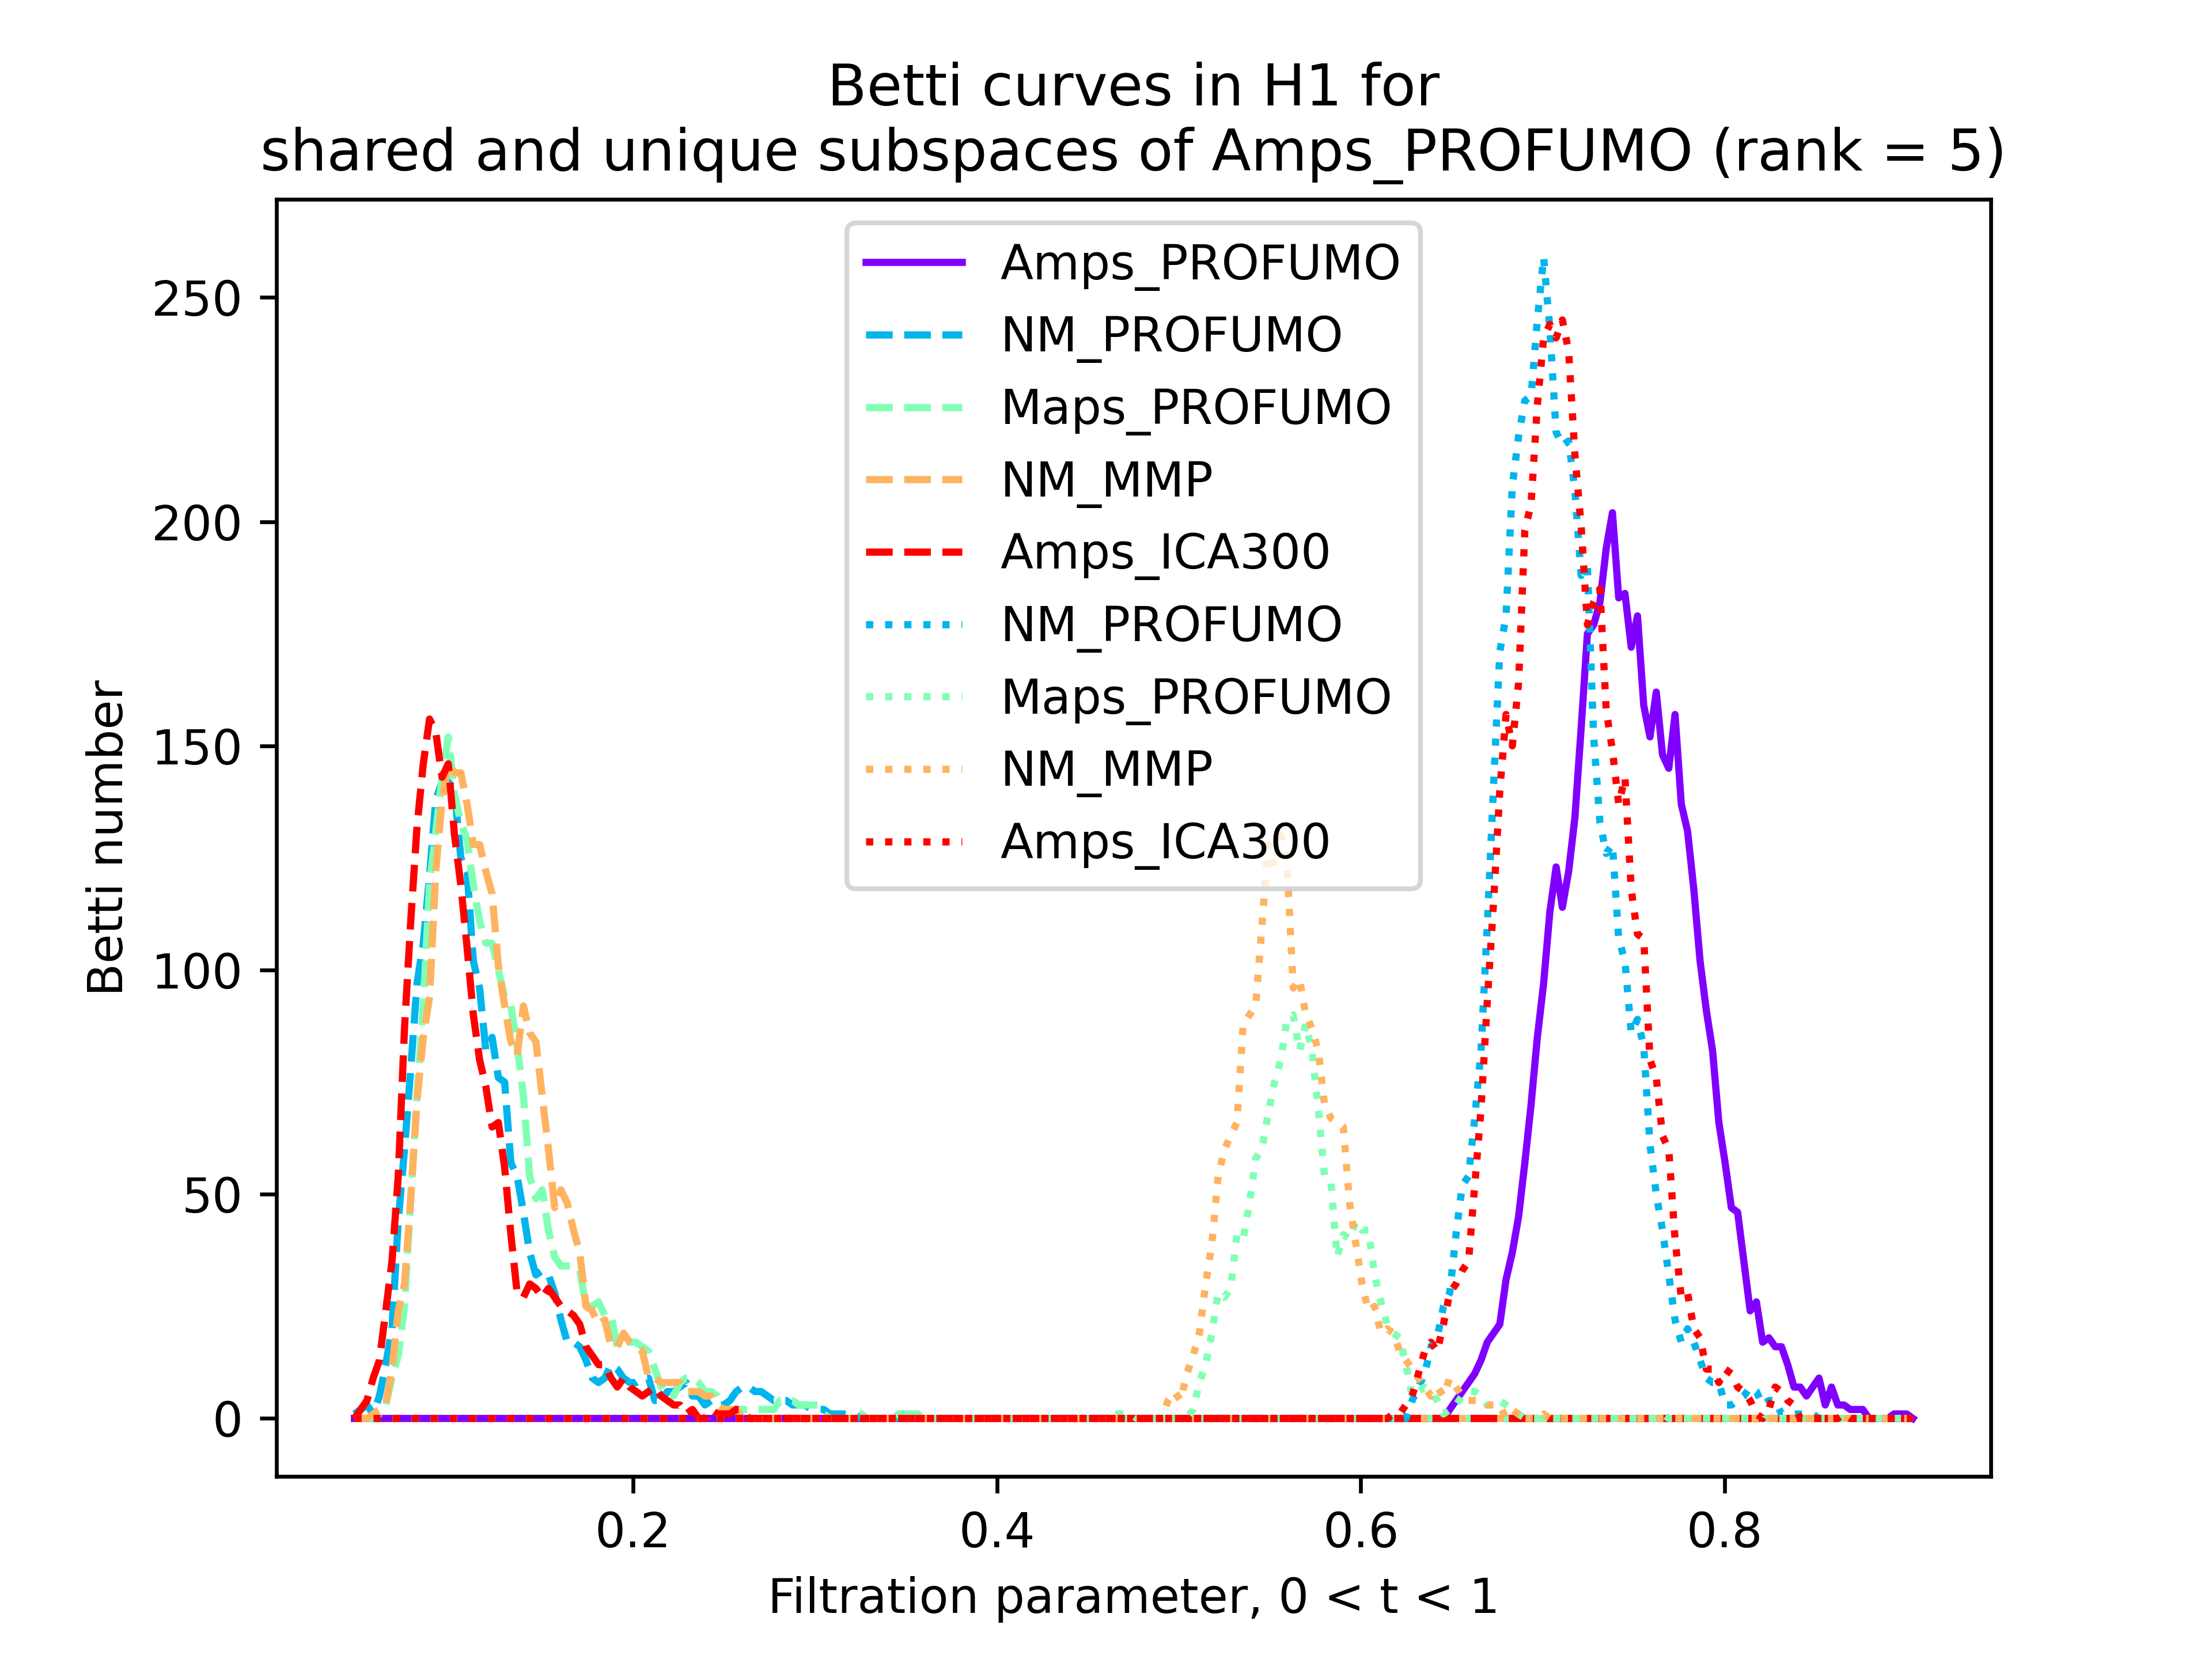 Betti curves in H1 for
shared and unique subspaces of Amps_PROFUMO (rank = 5)
Amps_PROFUMO
NM_PROFUMO
Maps_PROFUMO
NM_MMP
Amps_ICA300
NM_PROFUMO
Maps_PROFUMO
NM_MMP
Amps_ICA300
250
200
150
100
50
0
Betti number
0.2 0.4 0.6 0.8
Filtration parameter, 0 < t < 1